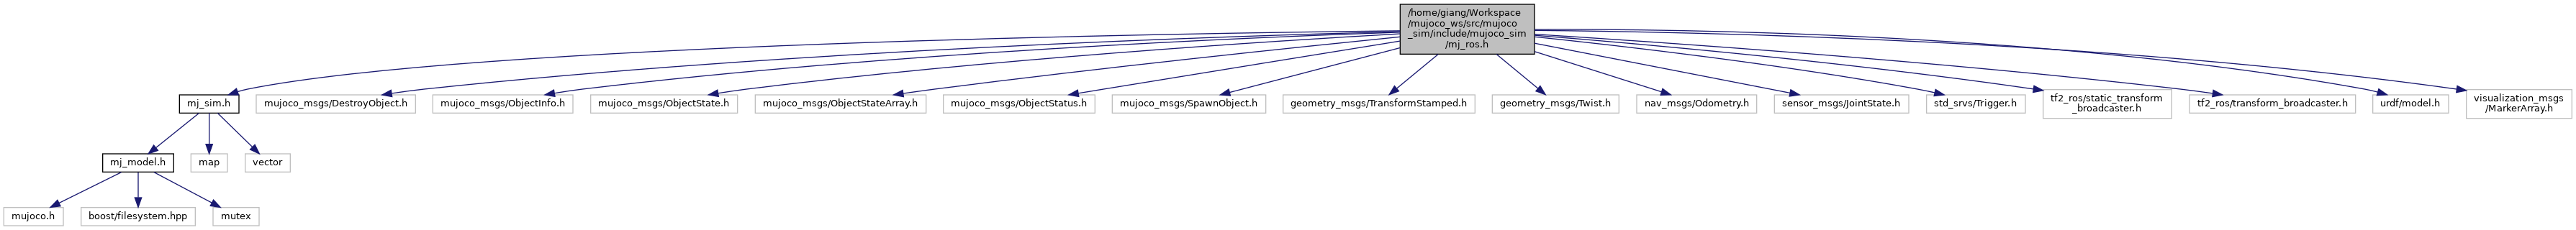 /home/giang/Workspace
/mujoco_ws/src/mujoco
_sim/include/mujoco_sim
/mj_ros.h
mj_sim.h
mujoco_msgs/DestroyObject.h
mujoco_msgs/ObjectInfo.h
mujoco_msgs/ObjectState.h
mujoco_msgs/ObjectStateArray.h
mujoco_msgs/ObjectStatus.h
mujoco_msgs/SpawnObject.h
geometry_msgs/TransformStamped.h
geometry_msgs/Twist.h
nav_msgs/Odometry.h
sensor_msgs/JointState.h
std_srvs/Trigger.h
tf2_ros/static_transform
_broadcaster.h
tf2_ros/transform_broadcaster.h
urdf/model.h
visualization_msgs
/MarkerArray.h
mj_model.h
map
vector
mujoco.h
boost/filesystem.hpp
mutex